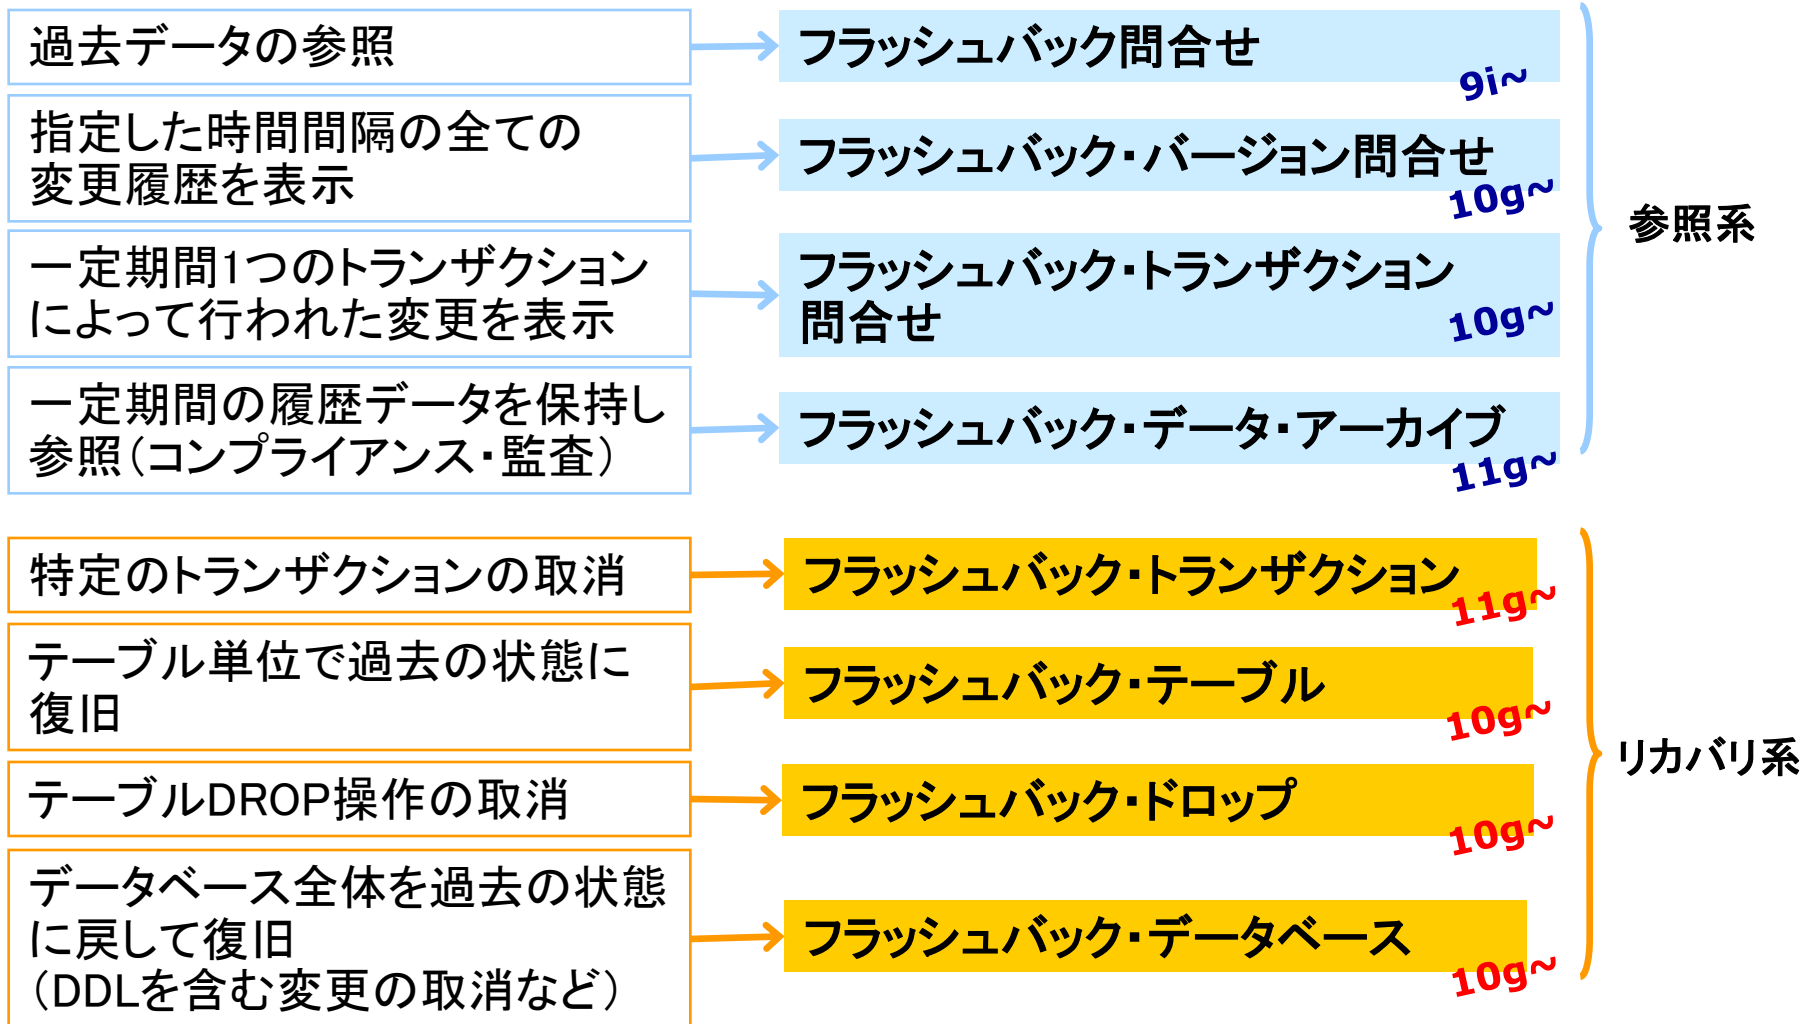 過去データの参照
フラッシュバック問合せ
9i~
指定した時間間隔の全ての
変更履歴を表示
フラッシュバック・バージョン問合せ
10g~
一定期間1つのトランザクション
によって行われた変更を表示
フラッシュバック・トランザクション
問合せ
10g~
一定期間の履歴データを保持し
参照（コンプライアンス・監査）
フラッシュバック・データ・アーカイブ
11g~
参照系
特定のトランザクションの取消
フラッシュバック・トランザクション
11g~
テーブル単位で過去の状態に
復旧
フラッシュバック・テーブル
10g~
テーブルDROP操作の取消
フラッシュバック・ドロップ
10g~
データベース全体を過去の状態
に戻して復旧
（DDLを含む変更の取消など）
フラッシュバック・データベース
10g~
リカバリ系